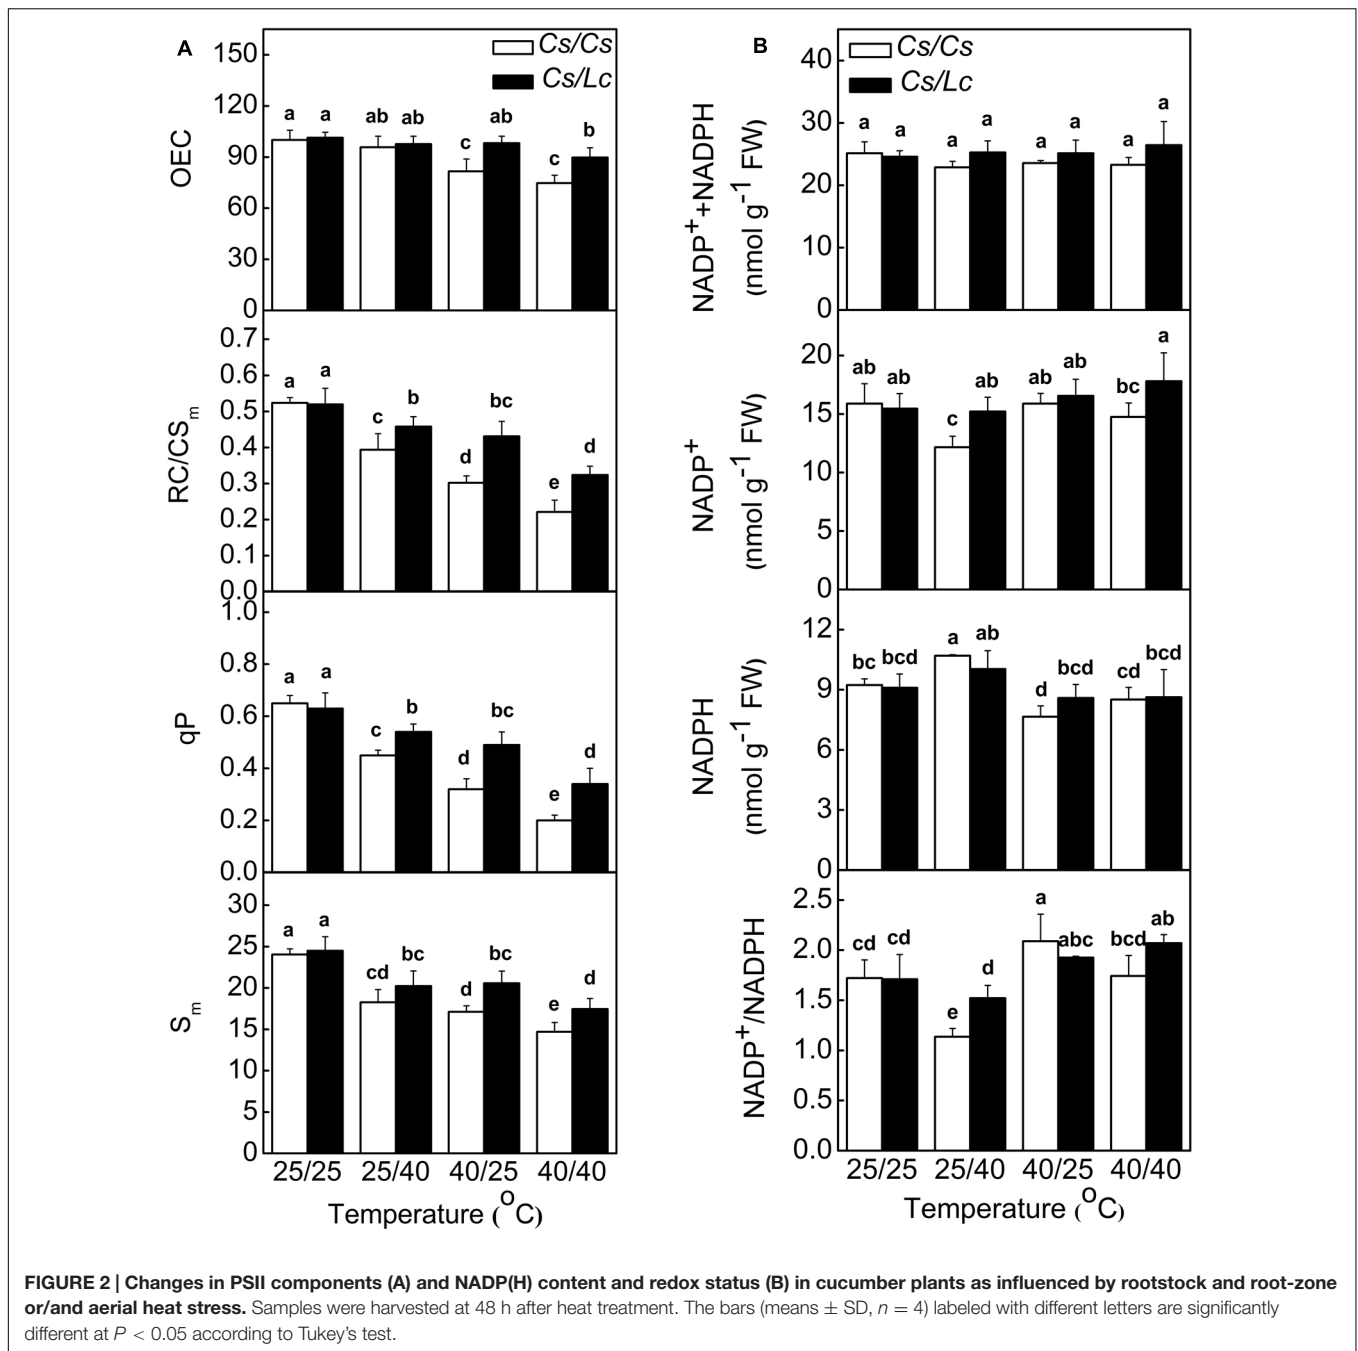 A
Cs/Cs
Cs/Lc
OEC
150
120
90
60
30
0
a a ab ab c ab c b
RC/CSm
0.7
0.6
0.5
0.4
0.3
0.2
0.1
0.0
a a c b d bc e d
qP
1.0
0.8
0.6
0.4
0.2
0.0
a a c b d bc e d
Sm
30
25
20
15
10
5
0
a a cd bc d bc e d
25/25 25/40 40/25 40/40
Temperature (°C)
B
Cs/Cs
Cs/Lc
NADP⁺+NADPH
(nmol g⁻¹ FW)
40
30
20
10
0
a a a a a a a a
NADP⁺
(nmol g⁻¹ FW)
20
15
10
5
0
ab ab c ab ab ab bc a
NADPH
(nmol g⁻¹ FW)
12
9
6
3
0
bc bcd a ab d bcd cd bcd
NADP⁺/NADPH
2.5
2.0
1.5
1.0
0.5
0.0
cd cd e d a abc bcd ab
25/25 25/40 40/25 40/40
Temperature (°C)
FIGURE 2 | Changes in PSII components (A) and NADP(H) content and redox status (B) in cucumber plants as influenced by rootstock and root-zone
or/and aerial heat stress. Samples were harvested at 48 h after heat treatment. The bars (means ± SD, n = 4) labeled with different letters are significantly
different at P < 0.05 according to Tukey's test.